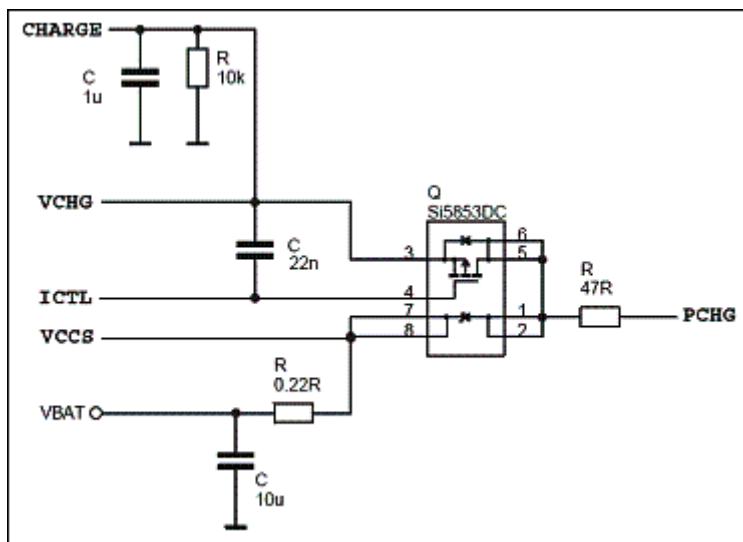 CHARGE
R
10k
C
1u
VCHG
Q
Si5853DC
6
3
5
C
22n
R
47R
ICTL
4
7
1
PCHG
VCCS
8
2
R
0.22R
VBAT
C
10u